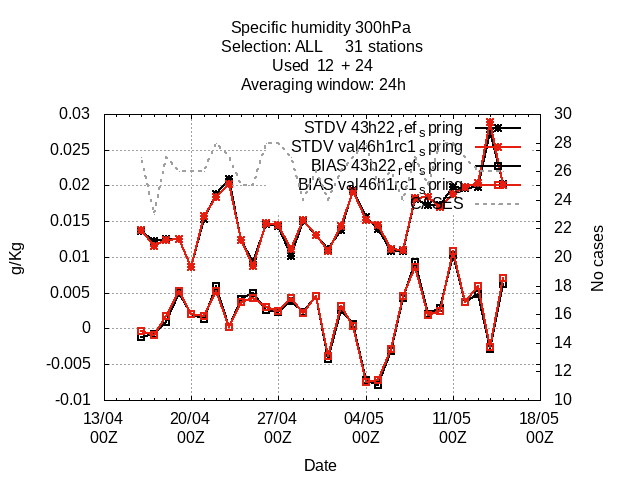 Specific humidity 300hPa
Selection: ALL     31 stations
Used  12  + 24
Averaging window: 24h
STDV 43h22_ref_spring
STDV val46h1rc1_spring
BIAS 43h22_ref_spring
BIAS val46h1rc1_spring
CASES
0.03
0.025
0.02
0.015
0.01
0.005
0
-0.005
-0.01
g/Kg
30
28
26
24
22
20
18
16
14
12
10
No cases
13/04 20/04 27/04 04/05 11/05 18/05
00Z 00Z 00Z 00Z 00Z 00Z
Date